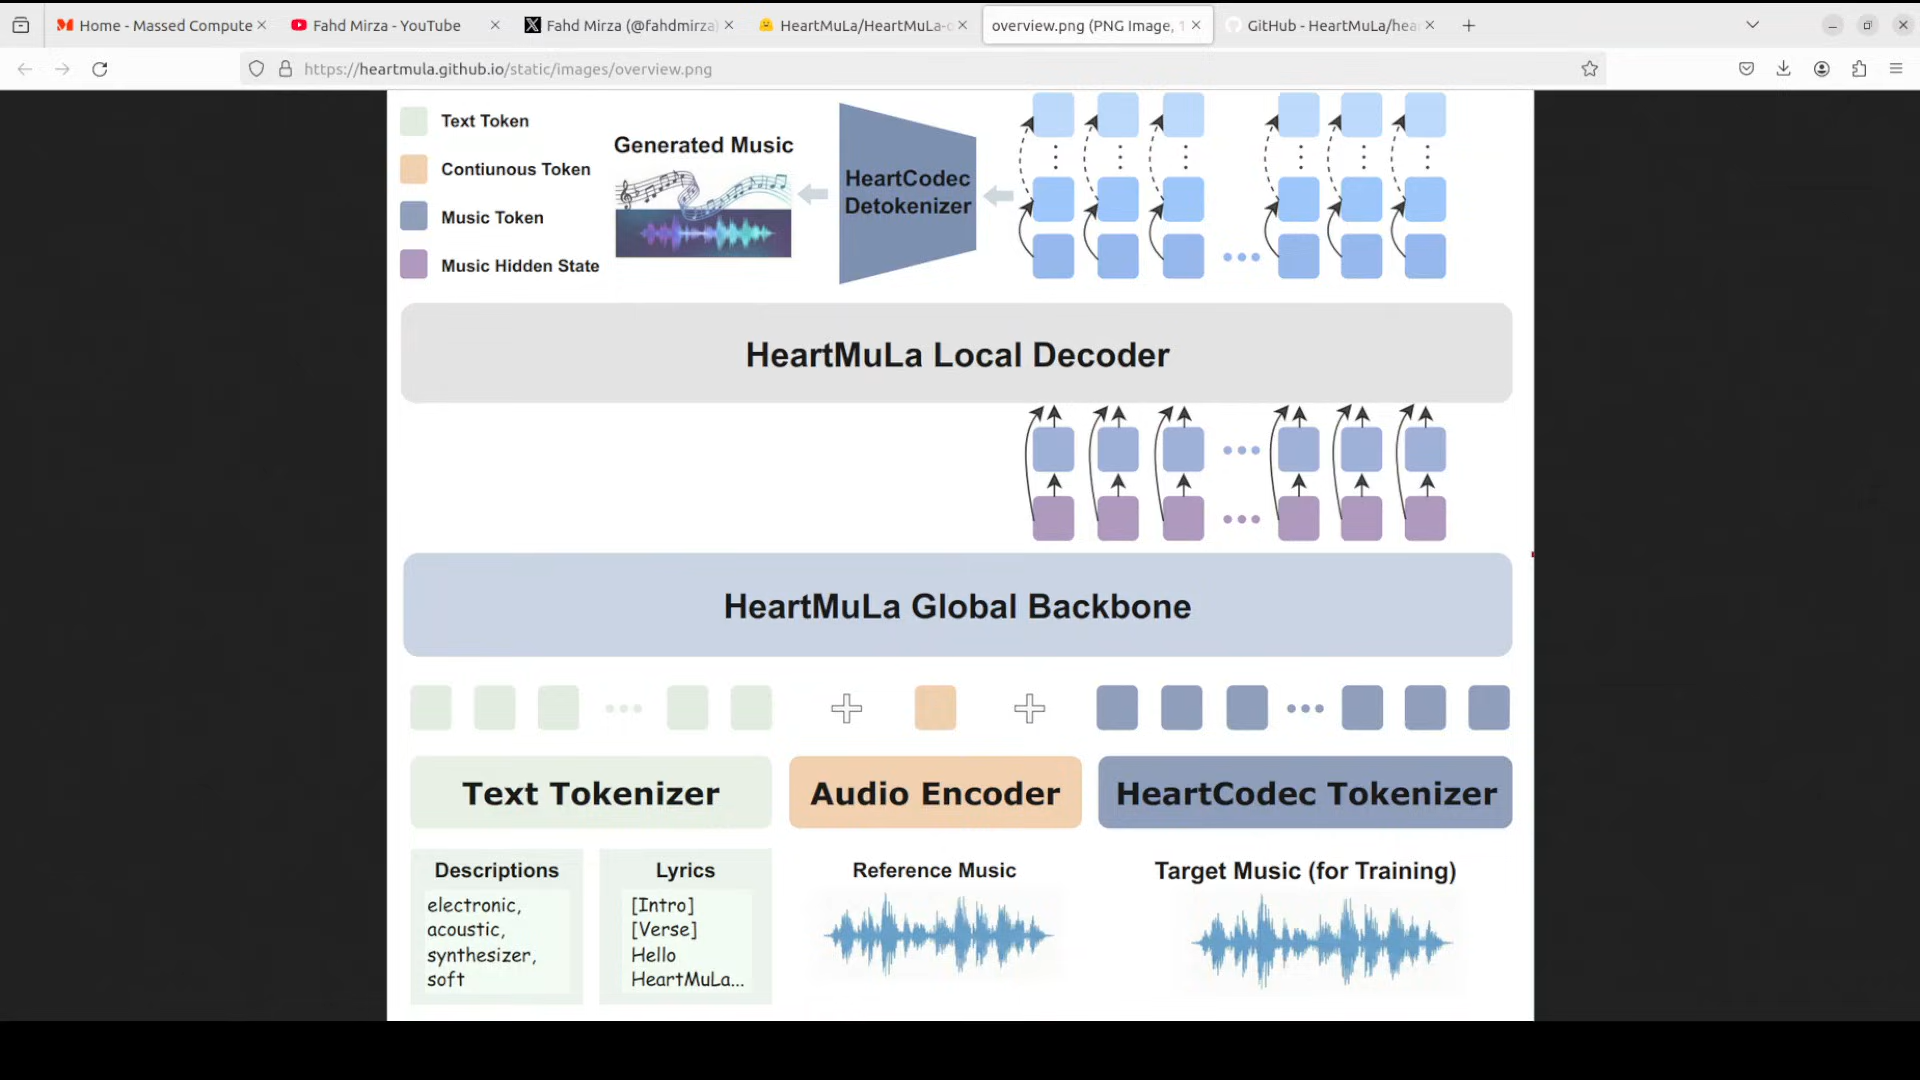 Home - Massed Compute
Fahd Mirza - YouTube
Fahd Mirza (@fahdmirza)
HeartMuLa/HeartMuLa-o
overview.png (PNG Image, 1
GitHub - HeartMuLa/hea
https://heartmula.github.io/static/images/overview.png
Text Token
Contiunous Token
Music Token
Music Hidden State
Generated Music
HeartCodec
Detokenizer
HeartMuLa Local Decoder
HeartMuLa Global Backbone
Text Tokenizer
Audio Encoder
HeartCodec Tokenizer
Descriptions
electronic,
acoustic,
synthesizer,
soft
Lyrics
[Intro]
[Verse]
Hello
HeartMuLa...
Reference Music
Target Music (for Training)